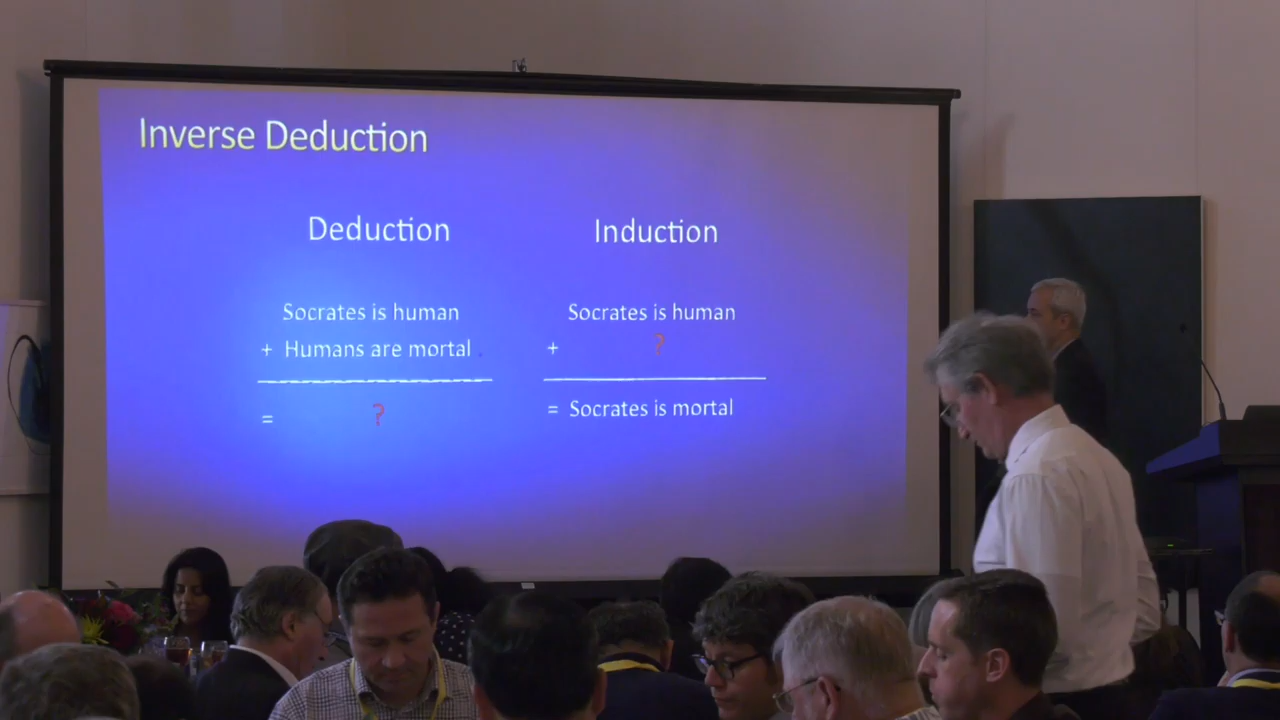 Inverse Deduction
Deduction
Socrates is human
+ Humans are mortal
= ?
Induction
Socrates is human
+ ?
= Socrates is mortal